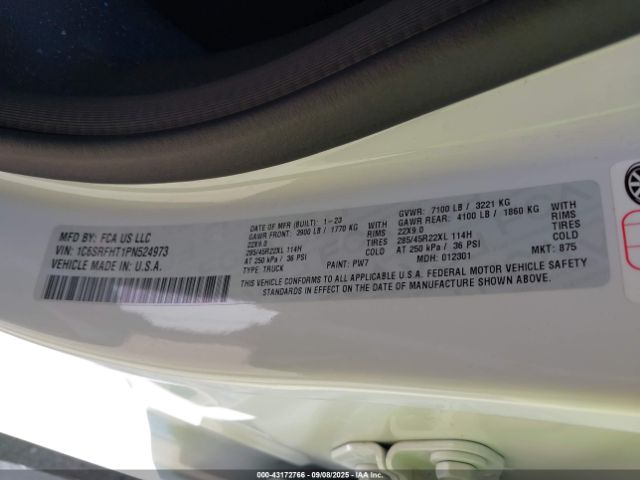 MFD BY: FCA US LLC
VIN: 1C6SRFHT1PN524973
VEHICLE MADE IN: U.S.A.
DATE OF MFR (BUILT): 1-23
GAWR FRONT: 3900 LB / 1770 KG WITH
22X9.0 RIMS
285/45R22XL 114H TIRES
AT 250 kPa / 36 PSI COLD
TYPE: TRUCK PAINT: PW7
GVWR: 7100 LB / 3221 KG
GAWR REAR: 4100 LB / 1860 KG WITH
22X9.0 RIMS
285/45R22XL 114H TIRES
AT 250 kPa / 36 PSI COLD
MDH: 012301 MKT: 875
THIS VEHICLE CONFORMS TO ALL APPLICABLE U.S.A. FEDERAL MOTOR VEHICLE SAFETY
STANDARDS IN EFFECT ON THE DATE OF MANUFACTURE SHOWN ABOVE.
000-43172766 09/08/2025 IAAI.com